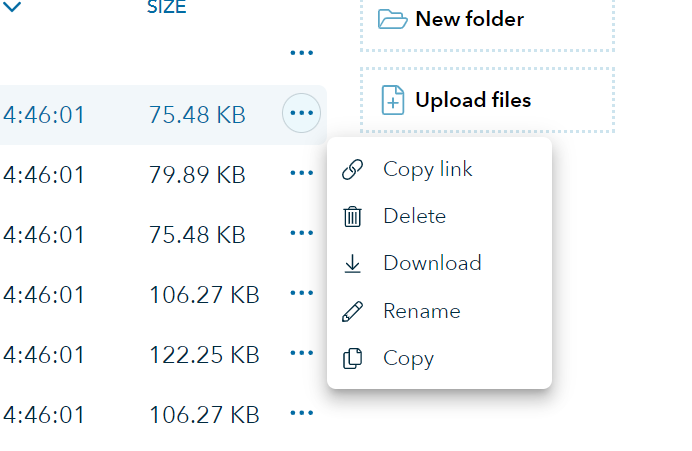 SIZE
4:46:01 75.48 KB
4:46:01 79.89 KB
4:46:01 75.48 KB
4:46:01 106.27 KB
4:46:01 122.25 KB
4:46:01 106.27 KB
New folder
Upload files
Copy link
Delete
Download
Rename
Copy